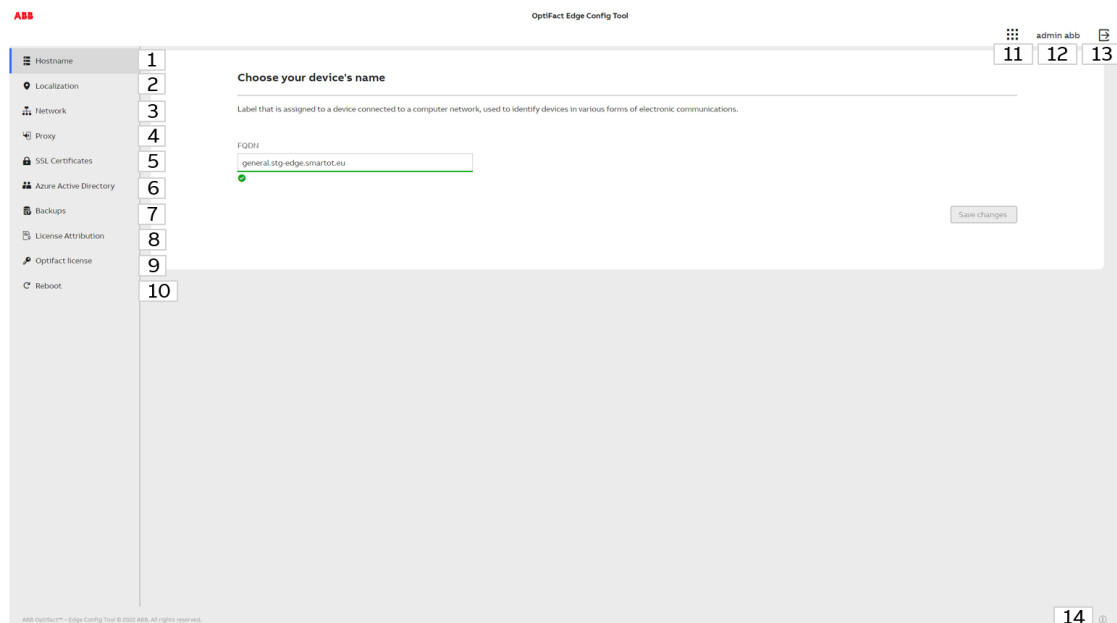 ABB
OptiFact Edge Config Tool
admin abb
11 12 13
Hostname 1
Localization 2
Network 3
Proxy 4
SSL Certificates 5
Azure Active Directory 6
Backups 7
License Attribution 8
Optifact license 9
Reboot 10
Choose your device's name
Label that is assigned to a device connected to a computer network, used to identify devices in various forms of electronic communications.
FQDN
general.stg-edge.smartot.eu
Save changes
ABB Optifact™ - Edge Config Tool © 2022 ABB. All rights reserved.
14